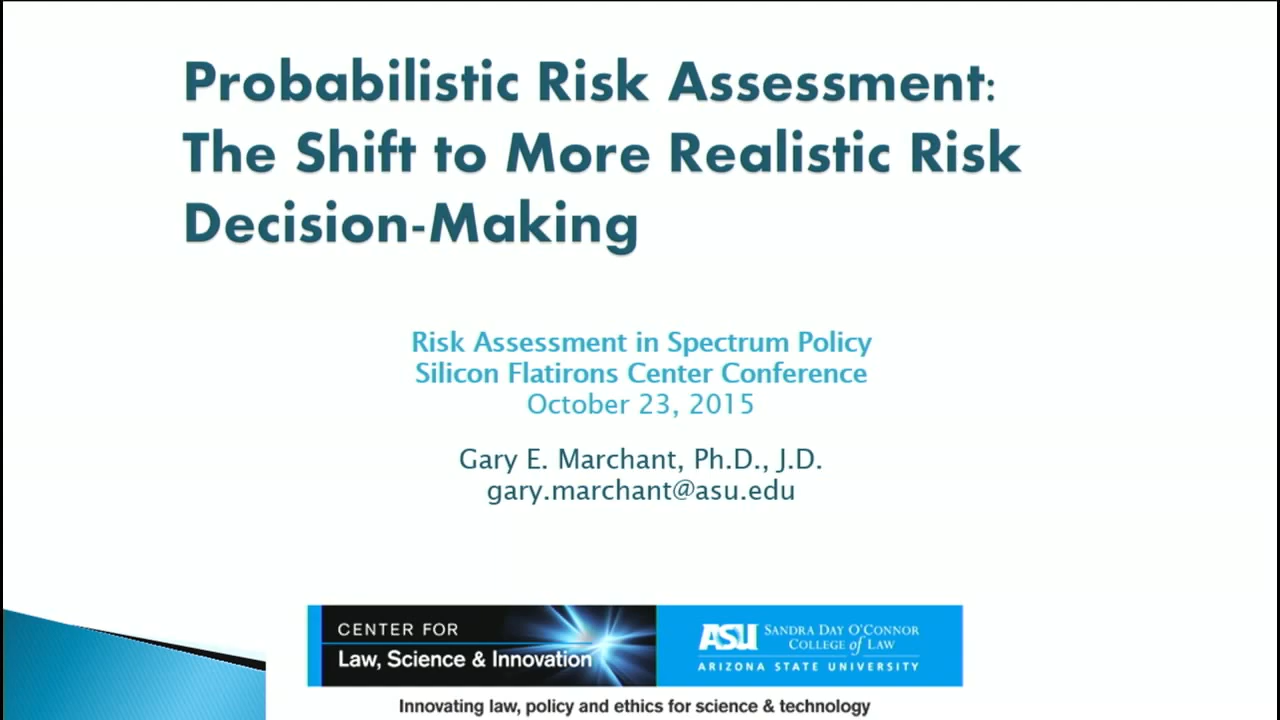 Probabilistic Risk Assessment:
The Shift to More Realistic Risk
Decision-Making
Risk Assessment in Spectrum Policy
Silicon Flatirons Center Conference
October 23, 2015
Gary E. Marchant, Ph.D., J.D.
gary.marchant@asu.edu
CENTER FOR
Law, Science & Innovation
ASU SANDRA DAY O'CONNOR
COLLEGE of LAW
ARIZONA STATE UNIVERSITY
Innovating law, policy and ethics for science & technology